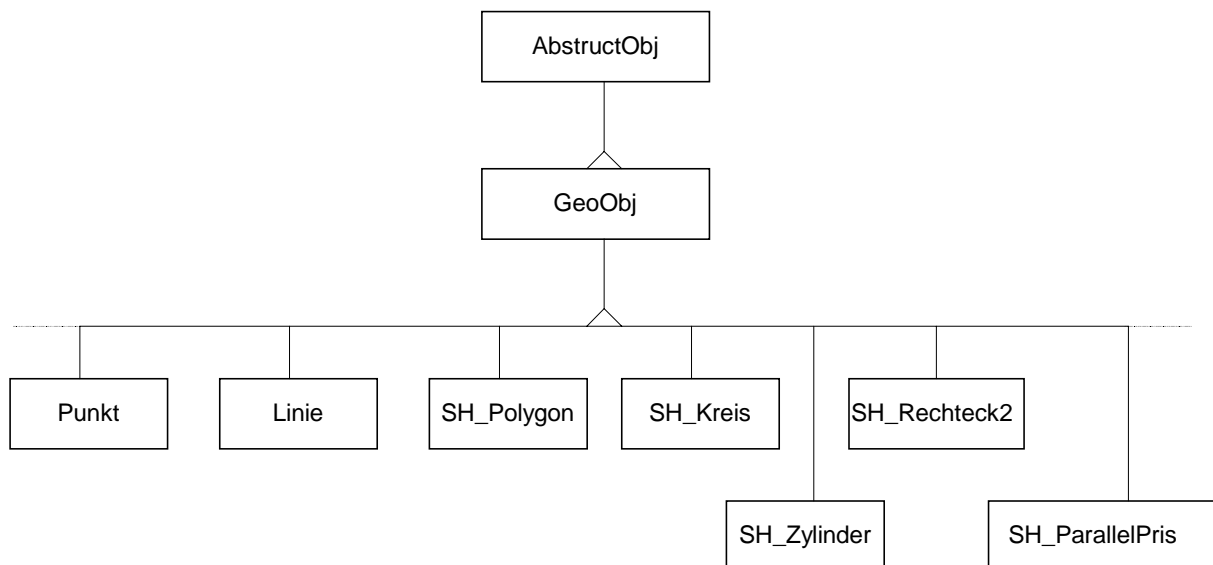 AbstructObj
GeoObj
Punkt
Linie
SH_Polygon
SH_Kreis
SH_Rechteck2
SH_Zylinder
SH_ParallelPris